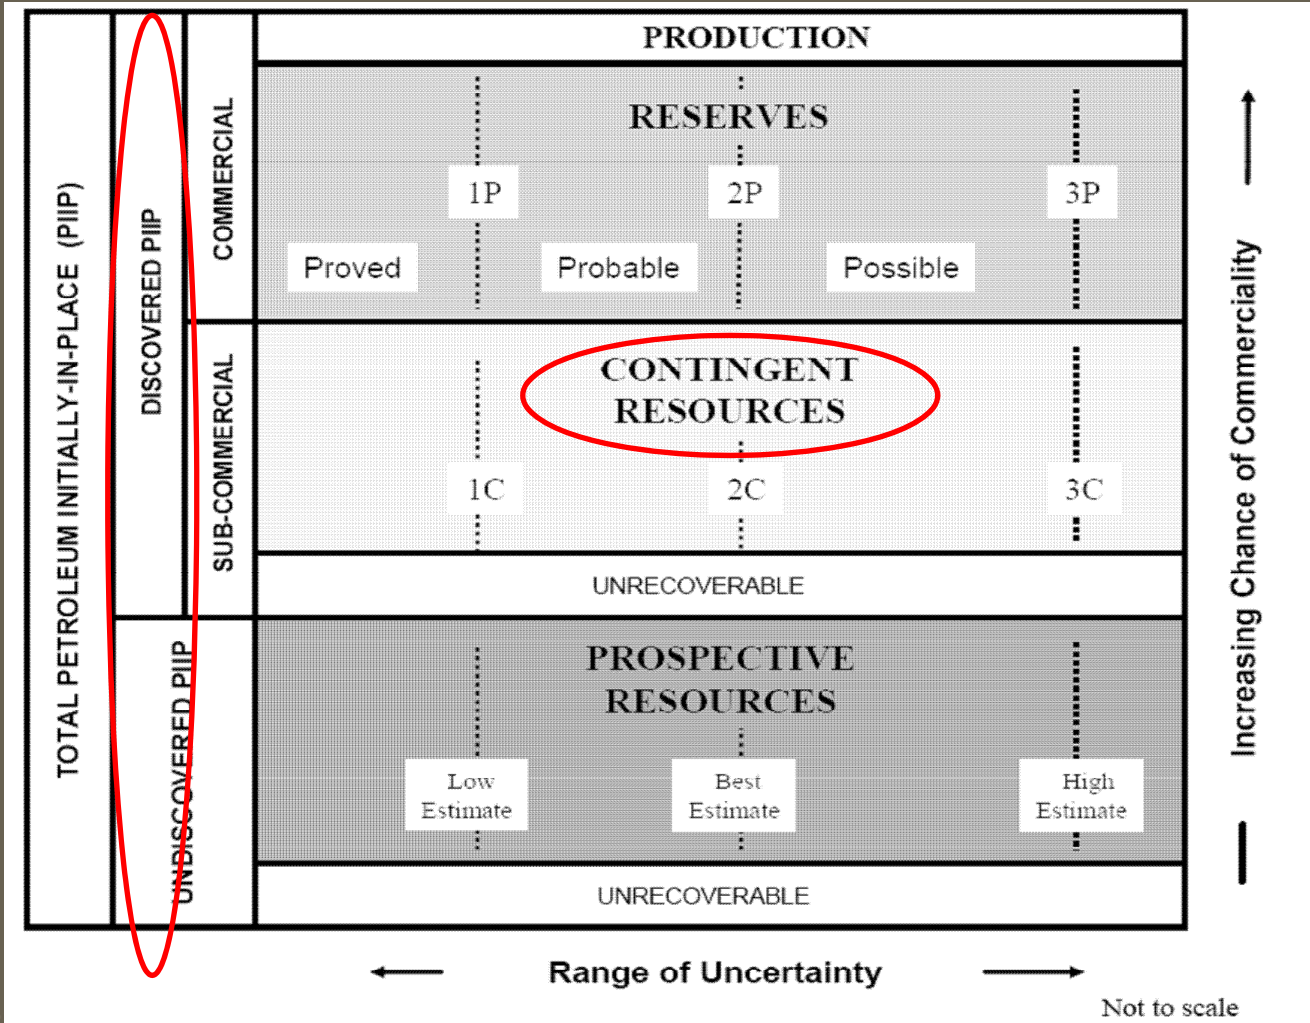 PRODUCTION
RESERVES
1P
2P
3P
Proved
Probable
Possible
CONTINGENT
RESOURCES
1C
2C
3C
UNRECOVERABLE
PROSPECTIVE
RESOURCES
Low
Estimate
Best
Estimate
High
Estimate
UNRECOVERABLE
TOTAL PETROLEUM INITIALLY-IN-PLACE (PIIP)
DISCOVERED PIIP
UNDISCOVERED PIIP
COMMERCIAL
SUB-COMMERCIAL
Increasing Chance of Commerciality
Range of Uncertainty
Not to scale